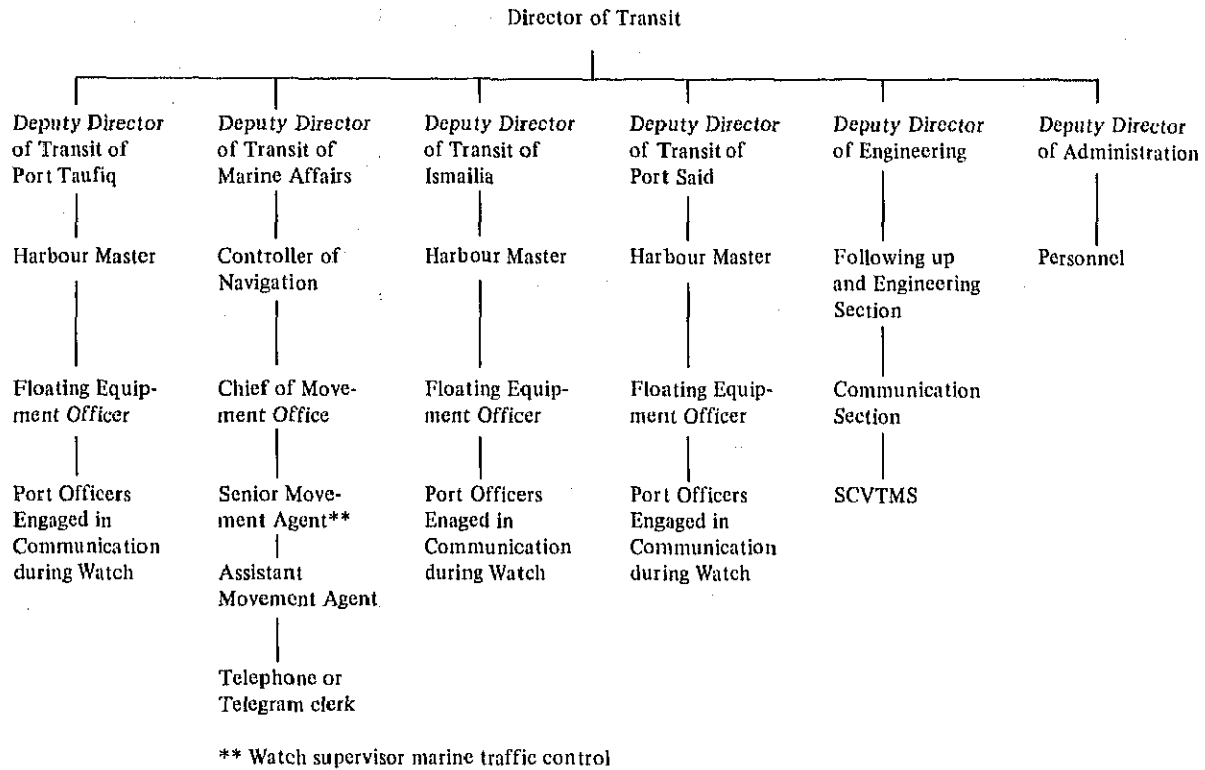 Director of Transit
Deputy Director
of Transit of
Port Taufiq
Harbour Master
Floating Equip-
ment Officer
Port Officers
Engaged in
Communication
during Watch
Deputy Director
of Transit of
Marine Affairs
Controller of
Navigation
Chief of Move-
ment Office
Senior Move-
ment Agent**
Assistant
Movement Agent
Telephone or
Telegram clerk
Deputy Director
of Transit of
Ismailia
Harbour Master
Floating Equip-
ment Officer
Port Officers
Enaged in
Communication
during Watch
Deputy Director
of Transit of
Port Said
Harbour Master
Floating Equip-
ment Officer
Port Officers
Engaged in
Communication
during Watch
Deputy Director
of Engineering
Following up
and Engineering
Section
Communication
Section
SCVTMS
Deputy Director
of Administration
Personnel
** Watch supervisor marine traffic control